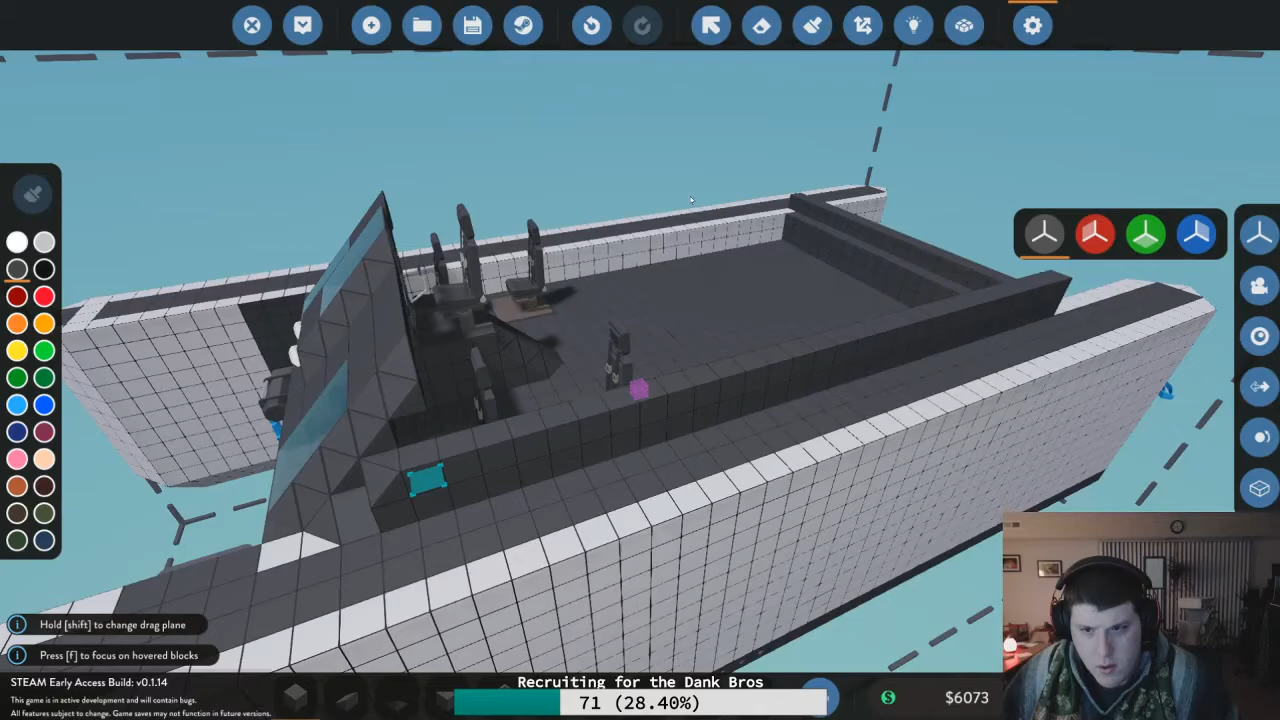 Hold [shift] to change drag plane
Press [f] to focus on hovered blocks
STEAM Early Access Build: v0.1.14
This game is in active development and will contain bugs.
All features subject to change. Game saves may not function in future versions.
Recruiting for the Dank Bros
71 (28.40%)
$
$6073